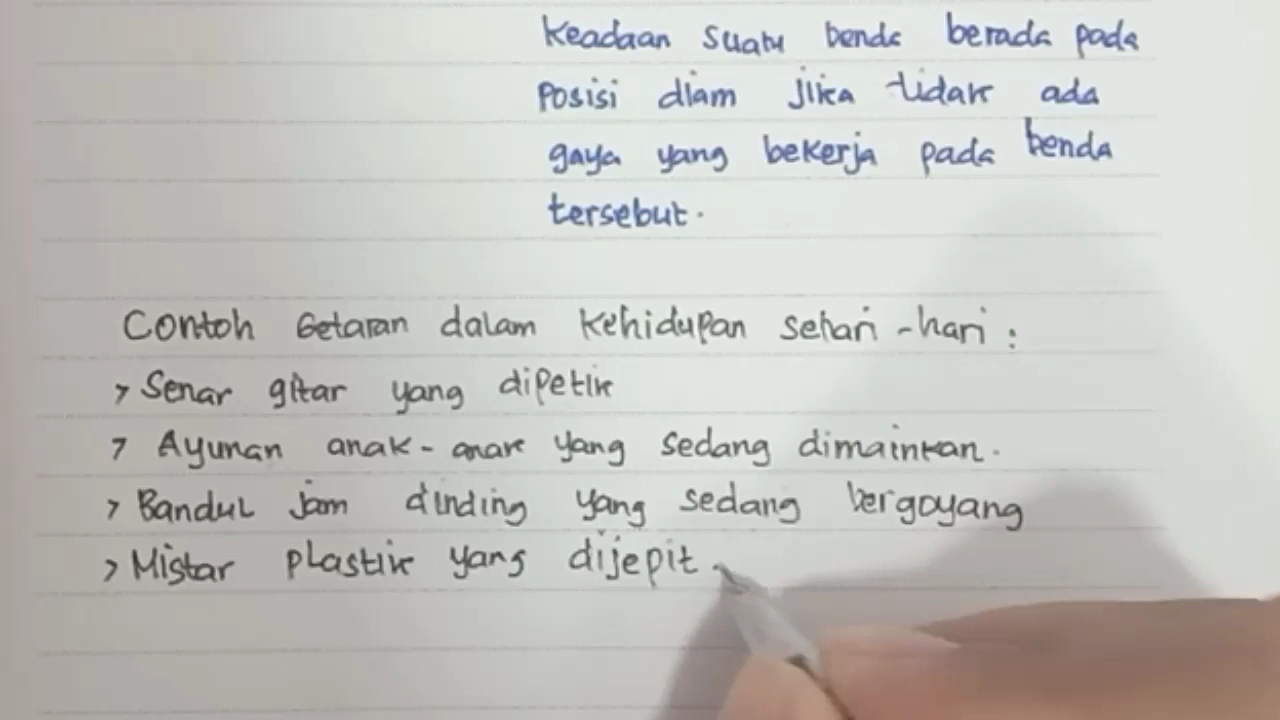 Keadaan suatu benda berada pada
posisi diam jika tidak ada
gaya yang bekerja pada benda
tersebut.
Contoh Getaran dalam kehidupan sehari-hari :
> Senar gitar yang dipetik
> Ayunan anak-anak yang sedang dimainkan.
> Bandul jam dinding yang sedang bergoyang
> Mistar plastik yang dijepit